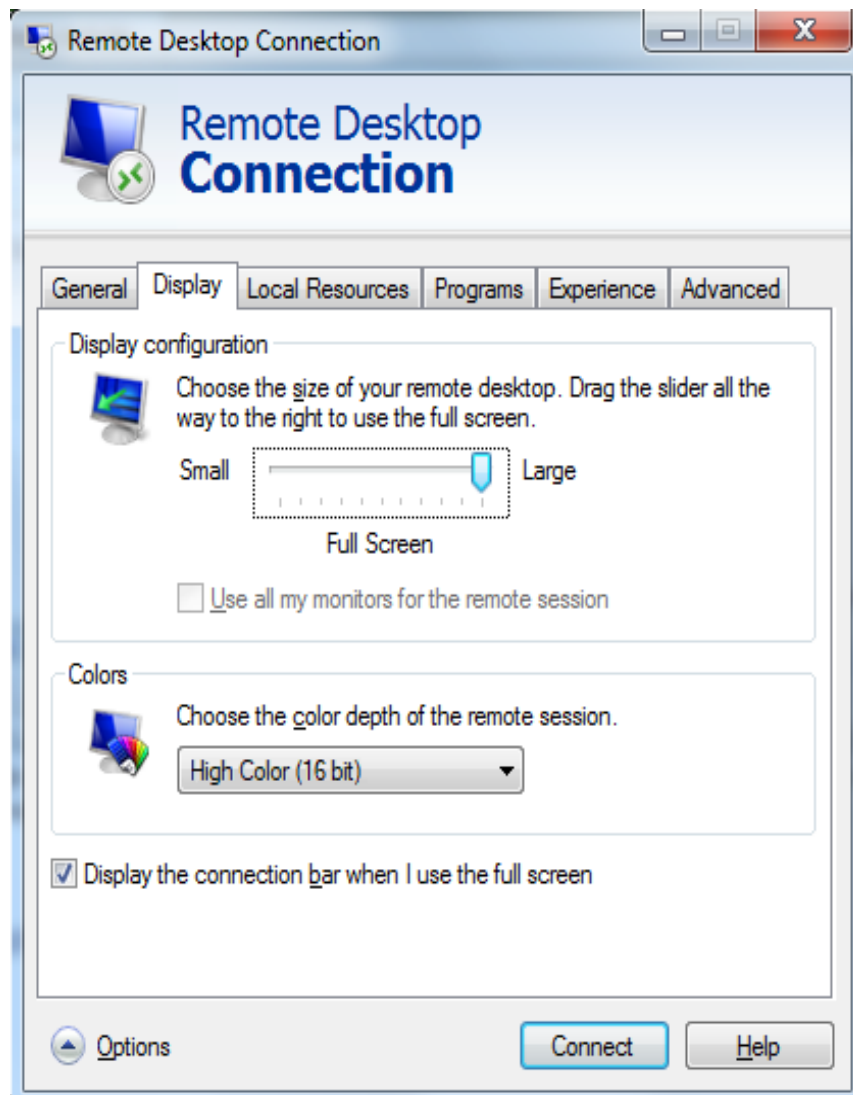 Remote Desktop Connection
X
Remote Desktop
Connection
General Display Local Resources Programs Experience Advanced
Display configuration
Choose the size of your remote desktop. Drag the slider all the
way to the right to use the full screen.
Small Large
Full Screen
Use all my monitors for the remote session
Colors
Choose the color depth of the remote session.
High Color (16 bit)
Display the connection bar when I use the full screen
Options Connect Help